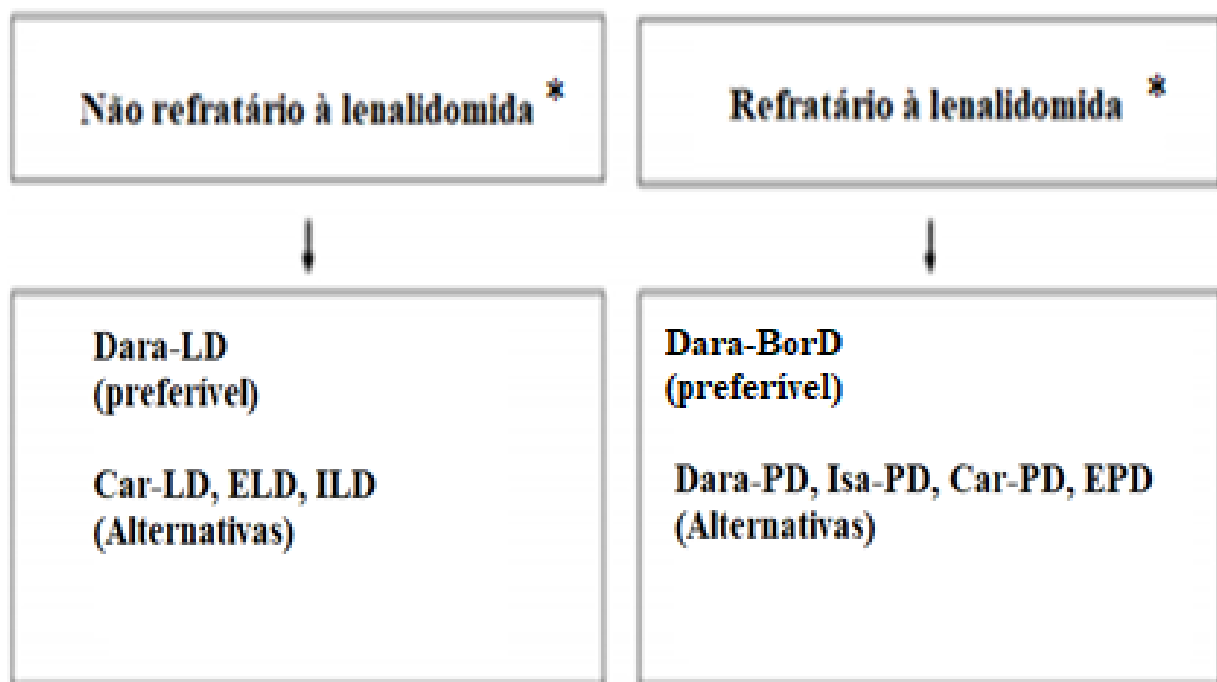 Não refratário à lenalidomida *
Refratário à lenalidomida *
Dara-LD
(preferível)
Car-LD, ELD, ILD
(Alternativas)
Dara-BorD
(preferível)
Dara-PD, Isa-PD, Car-PD, EPD
(Alternativas)